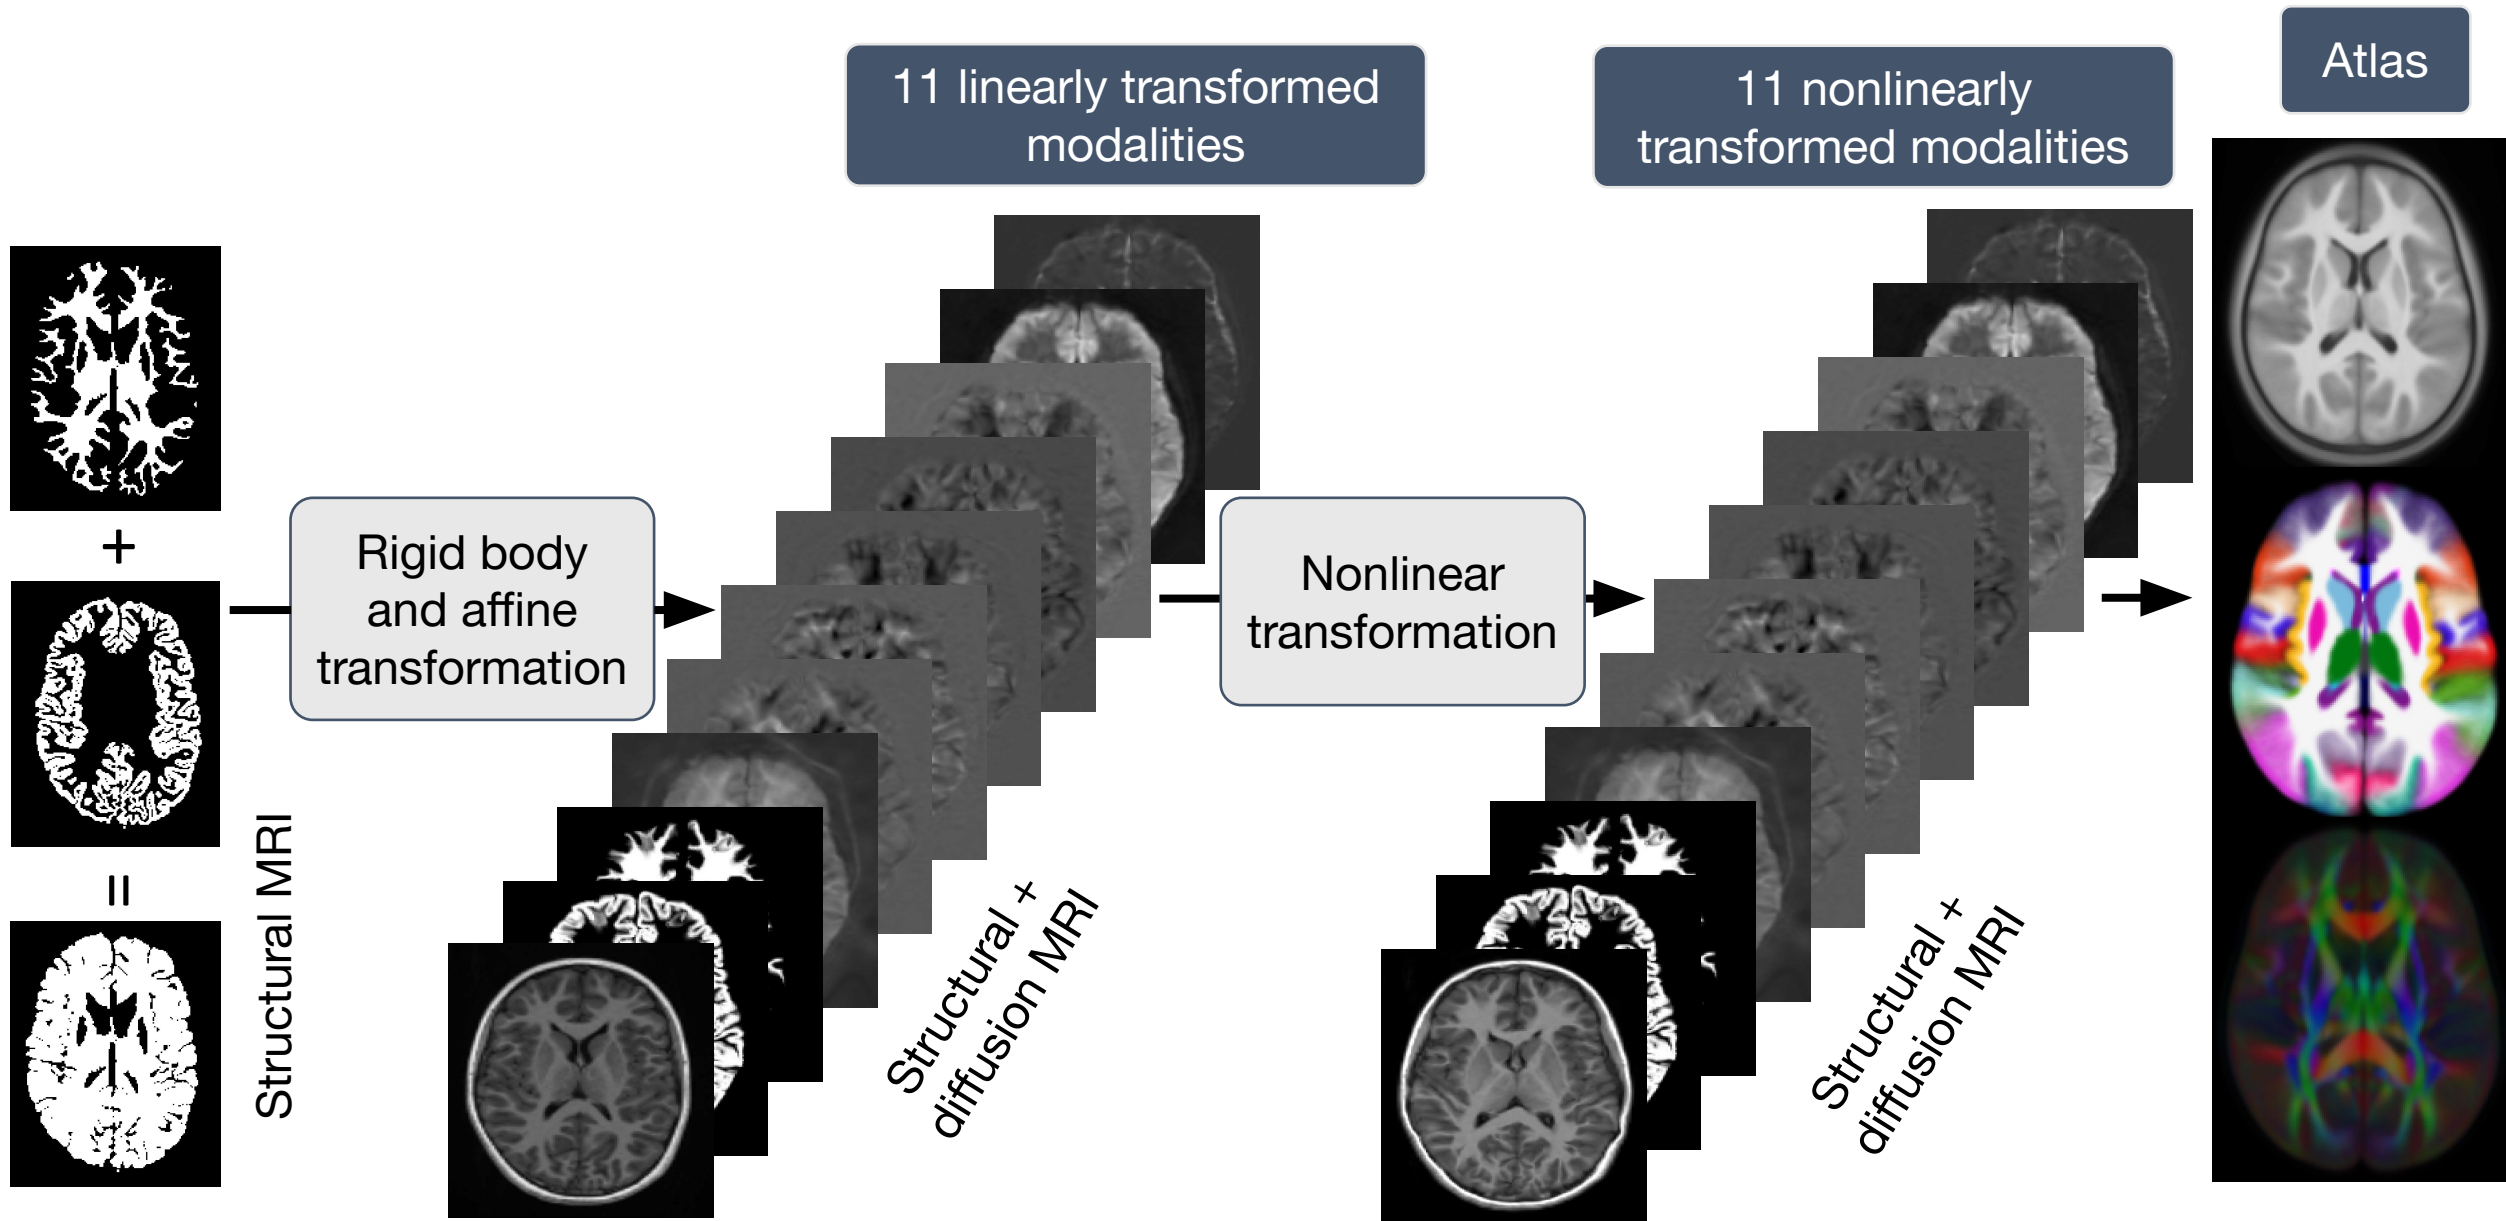 11 linearly transformed
modalities
11 nonlinearly
transformed modalities
Atlas
+
=
Structural MRI
Rigid body
and affine
transformation
Structural +
diffusion MRI
Nonlinear
transformation
Structural +
diffusion MRI